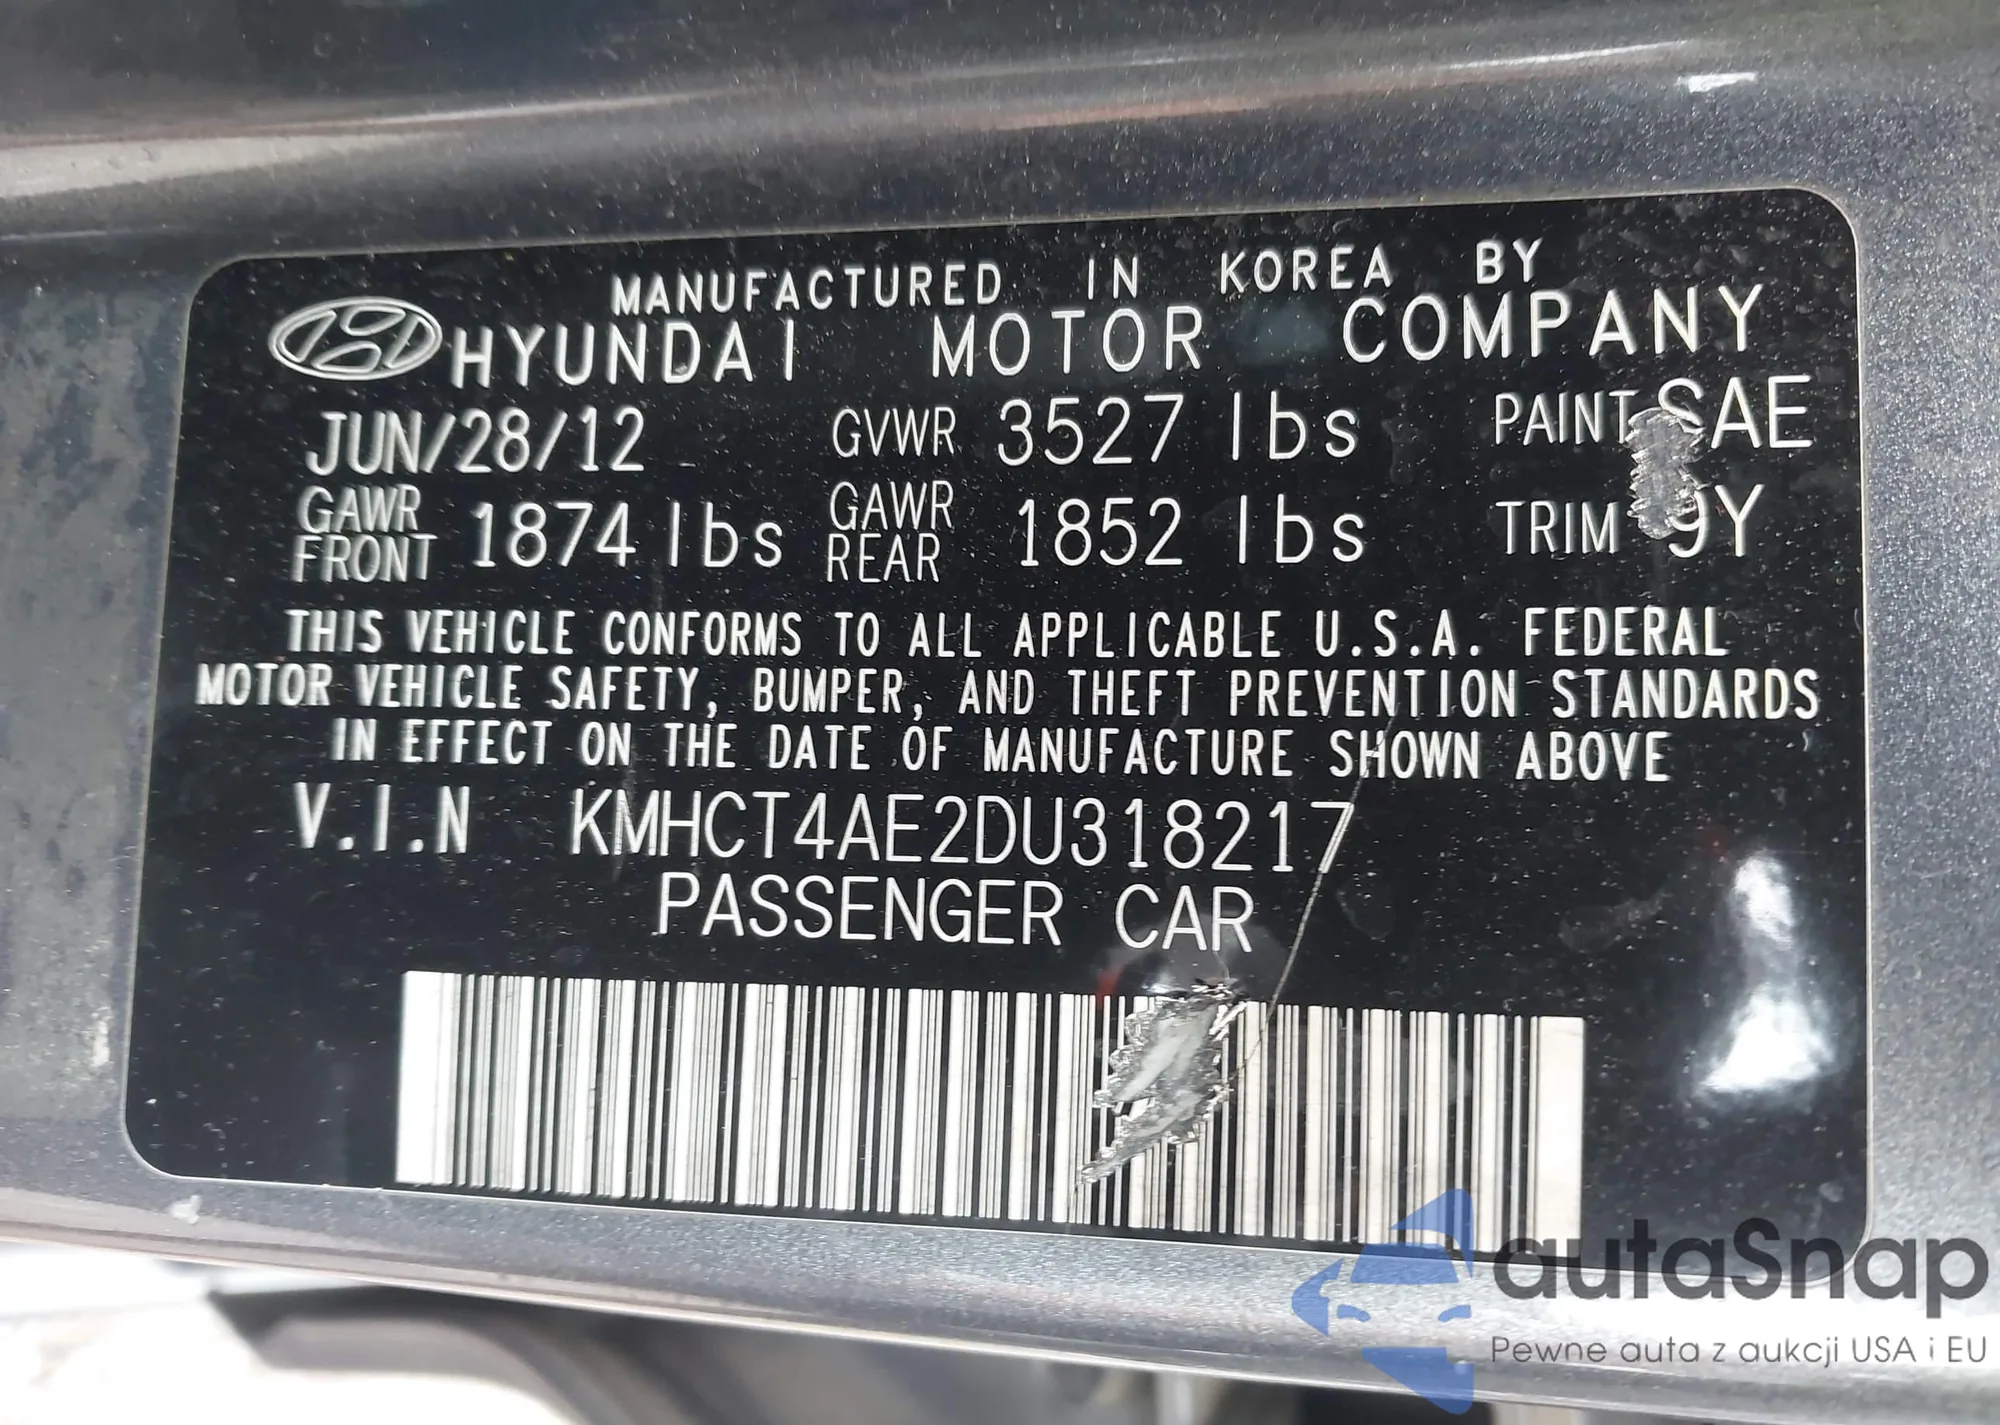 MANUFACTURED IN KOREA BY
HYUNDAI MOTOR COMPANY
JUN/28/12 GVWR 3527 lbs PAINT SAE
GAWR FRONT 1874 lbs GAWR REAR 1852 lbs TRIM 9Y
THIS VEHICLE CONFORMS TO ALL APPLICABLE U.S.A. FEDERAL
MOTOR VEHICLE SAFETY, BUMPER, AND THEFT PREVENTION STANDARDS
IN EFFECT ON THE DATE OF MANUFACTURE SHOWN ABOVE
V.I.N KMHCT4AE2DU318217
PASSENGER CAR
autaSnap
Pewne auta z aukcji USA i EU